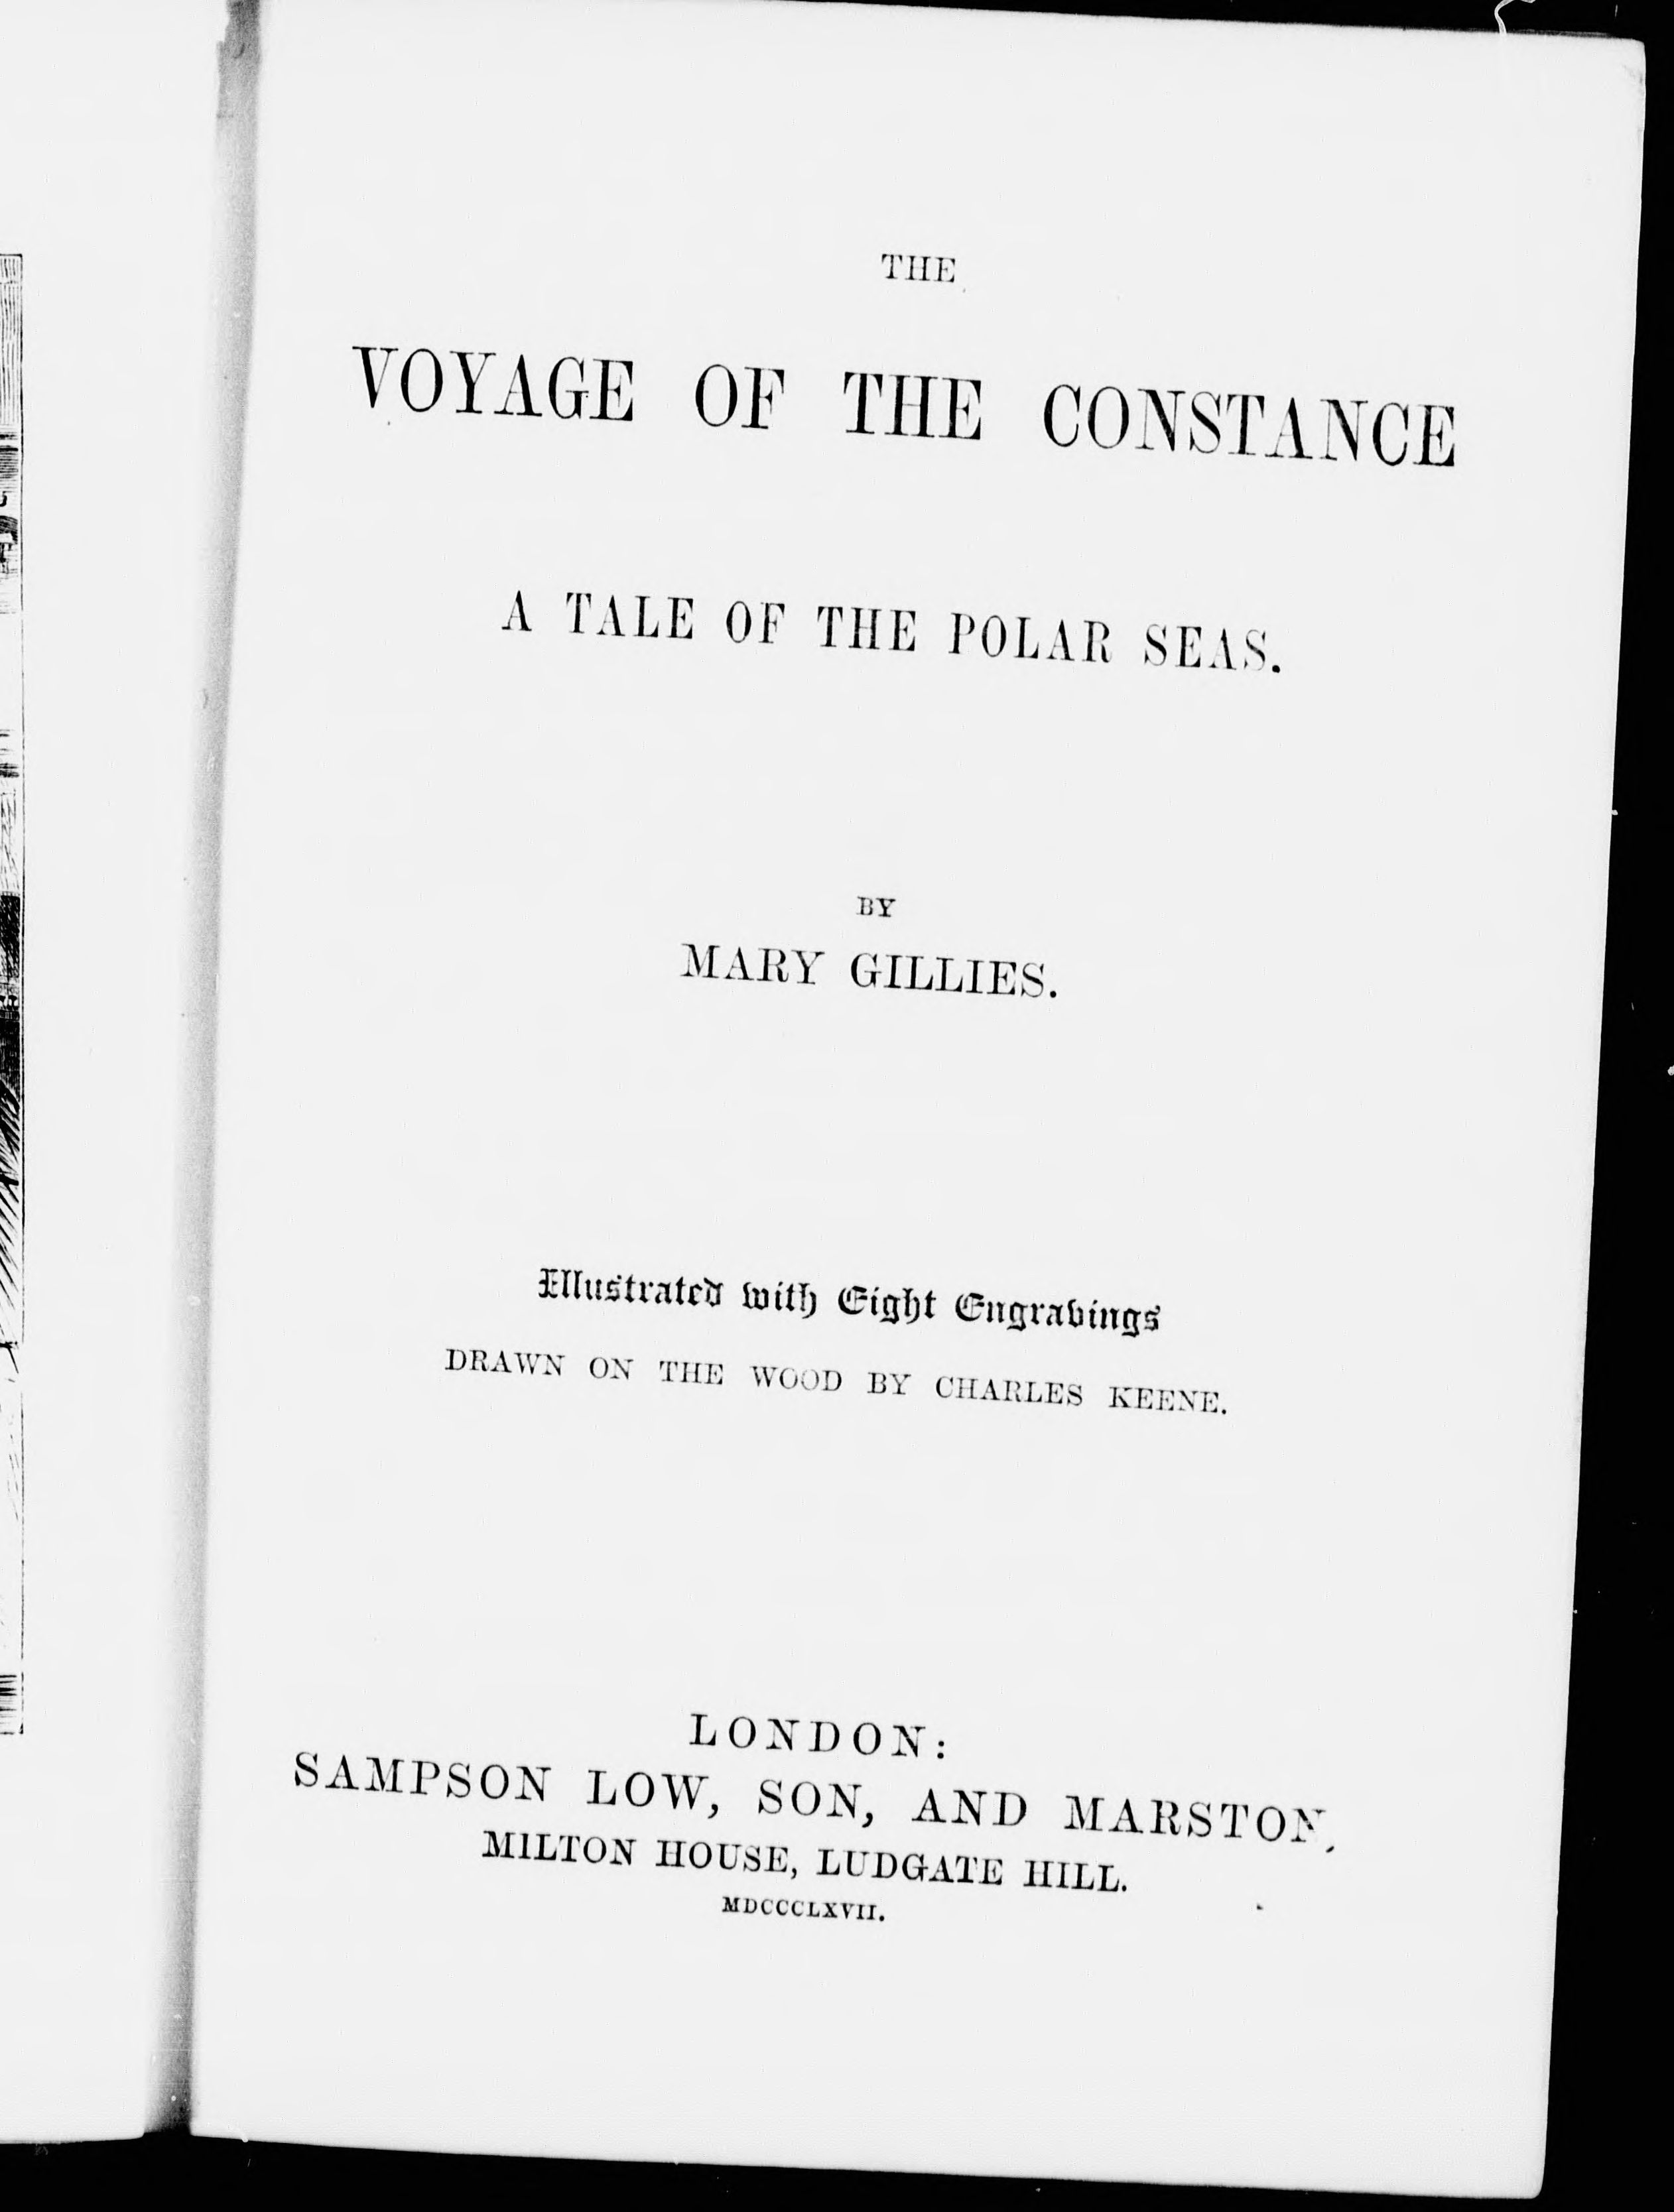 THE
VOYAGE OF THE CONSTANCE
A TALE OF THE POLAR SEAS.
BY
MARY GILLIES.
Illustrated with Eight Engravings
DRAWN ON THE WOOD BY CHARLES KEENE.
LONDON:
SAMPSON LOW, SON, AND MARSTON,
MILTON HOUSE, LUDGATE HILL.
MDCCCLXVII.